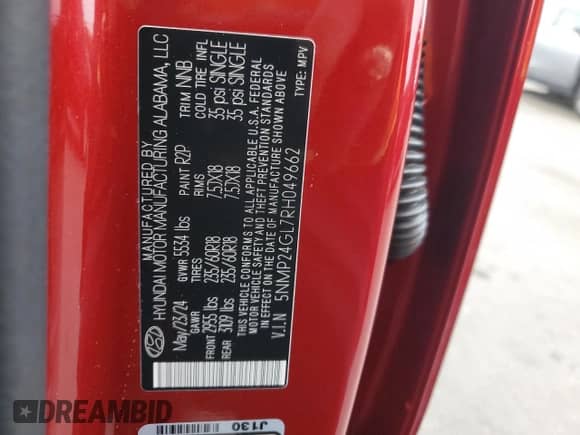 MANUFACTURED BY
HYUNDAI MOTOR MANUFACTURING ALABAMA, LLC
May/23/24 GVWR 5534 lbs PAINT R2P TRIM NNB
GAWR TIRES RIMS COLD TIRE INFL
FRONT 2955 lbs 235/60R18 7.5JX18 35 psi SINGLE
REAR 3109 lbs 235/60R18 7.5JX18 35 psi SINGLE
THIS VEHICLE CONFORMS TO ALL APPLICABLE U.S.A. FEDERAL
MOTOR VEHICLE SAFETY AND THEFT PREVENTION STANDARDS
IN EFFECT ON THE DATE OF MANUFACTURE SHOWN ABOVE
V.I.N 5NMP24GL7RH049662 TYPE: MPV
J130
DREAMBID